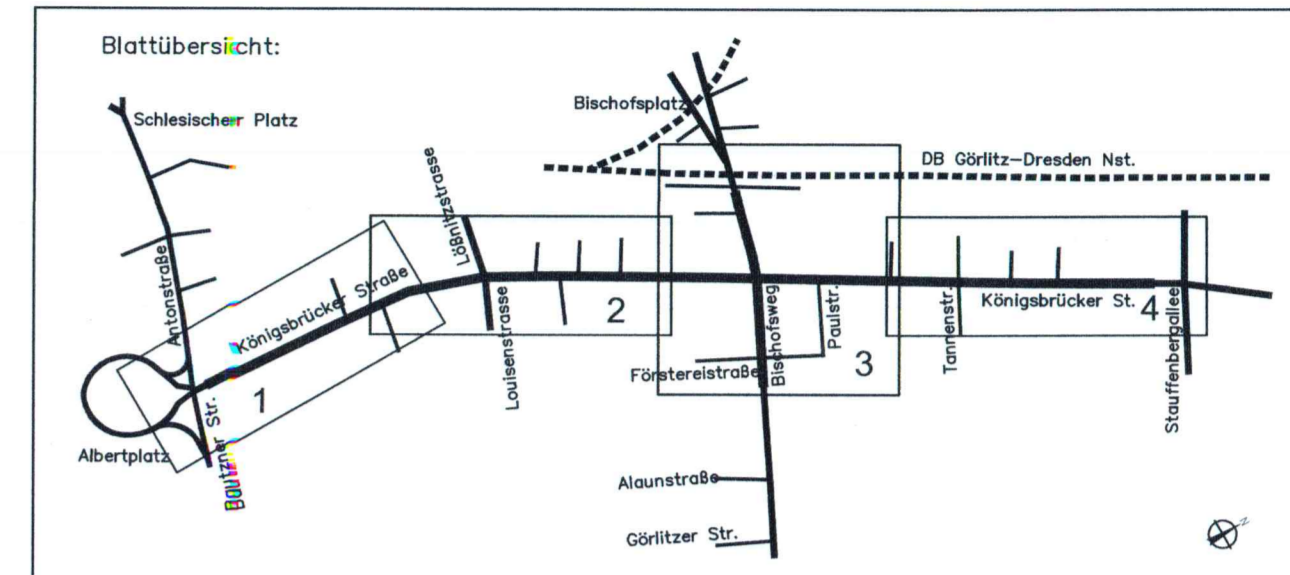 Blattübersicht:
Schlesischerr Platz
Bischofsplatz
DB Görlitz-Dresden Nst.
Lößnitzstrasse
Antonstraße
Königsbrücker Straße
Louisenstrasse
2
Bischofsweg
Paulstr.
Tannenstr.
Königsbrücker St.
4
Stauffenbergallee
1
Förstereistraße
3
Albertplatz
Bautzner Str.
Alaunstraße
Görlitzer Str.
N